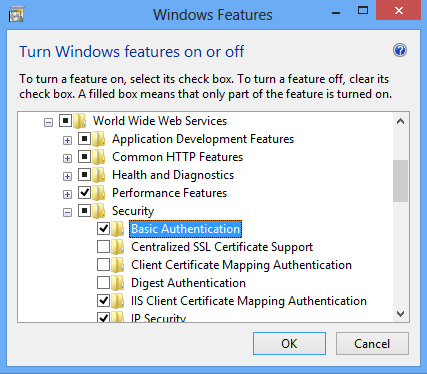 Windows Features
Turn Windows features on or off
To turn a feature on, select its check box. To turn a feature off, clear its
check box. A filled box means that only part of the feature is turned on.
World Wide Web Services
Application Development Features
Common HTTP Features
Health and Diagnostics
Performance Features
Security
Basic Authentication
Centralized SSL Certificate Support
Client Certificate Mapping Authentication
Digest Authentication
IIS Client Certificate Mapping Authentication
IP Security
OK
Cancel